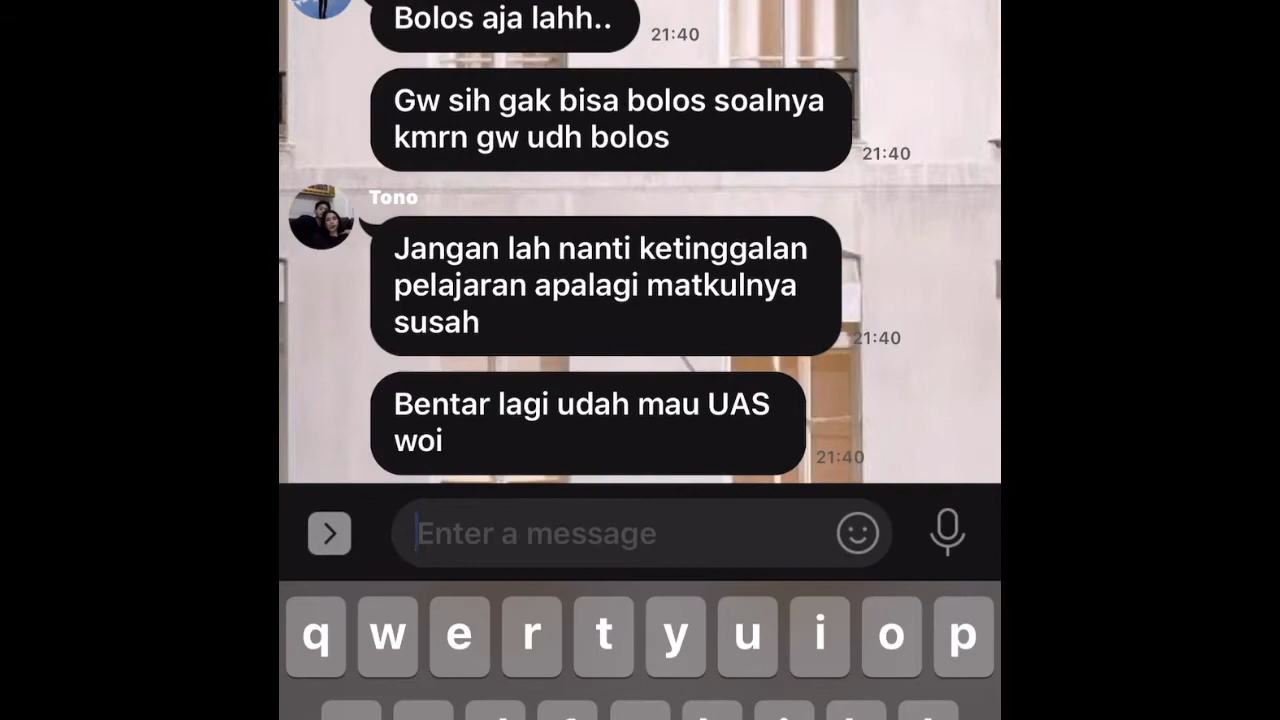 Bolos aja lahh..
21:40
Gw sih gak bisa bolos soalnya
kmrn gw udh bolos
21:40
Tono
Jangan lah nanti ketinggalan
pelajaran apalagi matkulnya
susah
21:40
Bentar lagi udah mau UAS
woi
21:40
Enter a message
q w e r t y u i o p